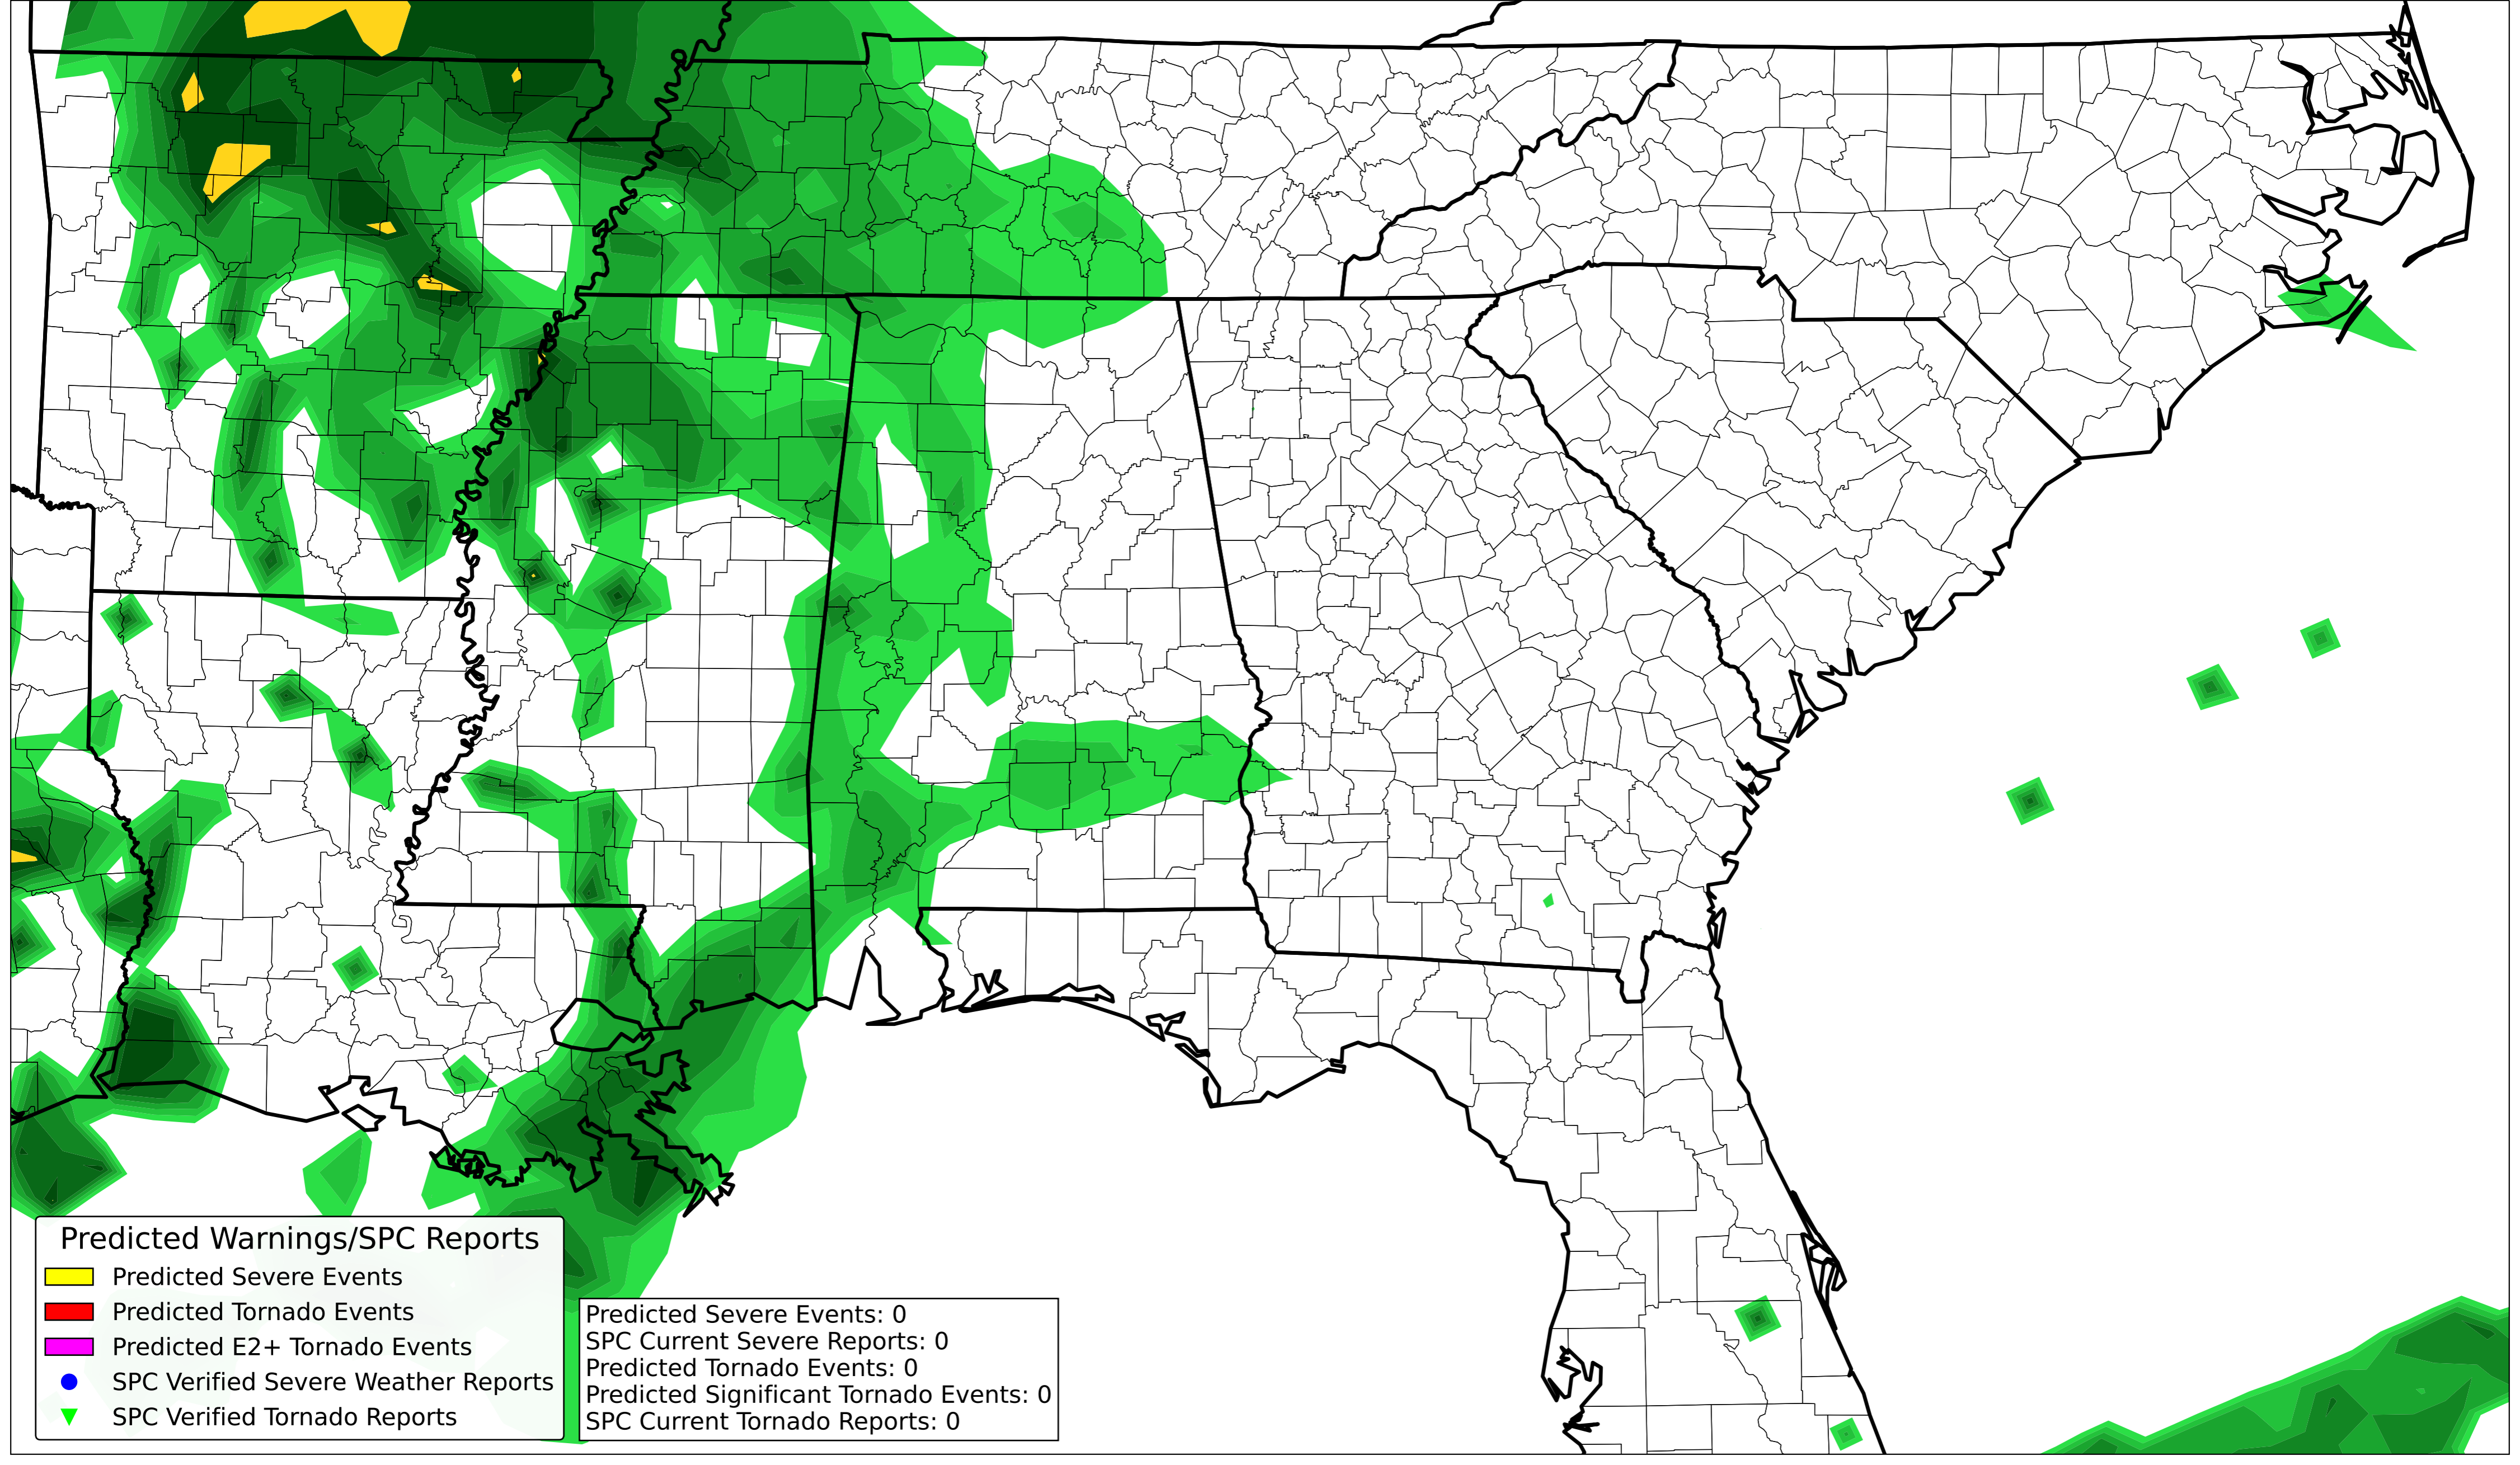 Predicted Warnings/SPC Reports
Predicted Severe Events
Predicted Tornado Events
Predicted E2+ Tornado Events
SPC Verified Severe Weather Reports
SPC Verified Tornado Reports
Predicted Severe Events: 0
SPC Current Severe Reports: 0
Predicted Tornado Events: 0
Predicted Significant Tornado Events: 0
SPC Current Tornado Reports: 0